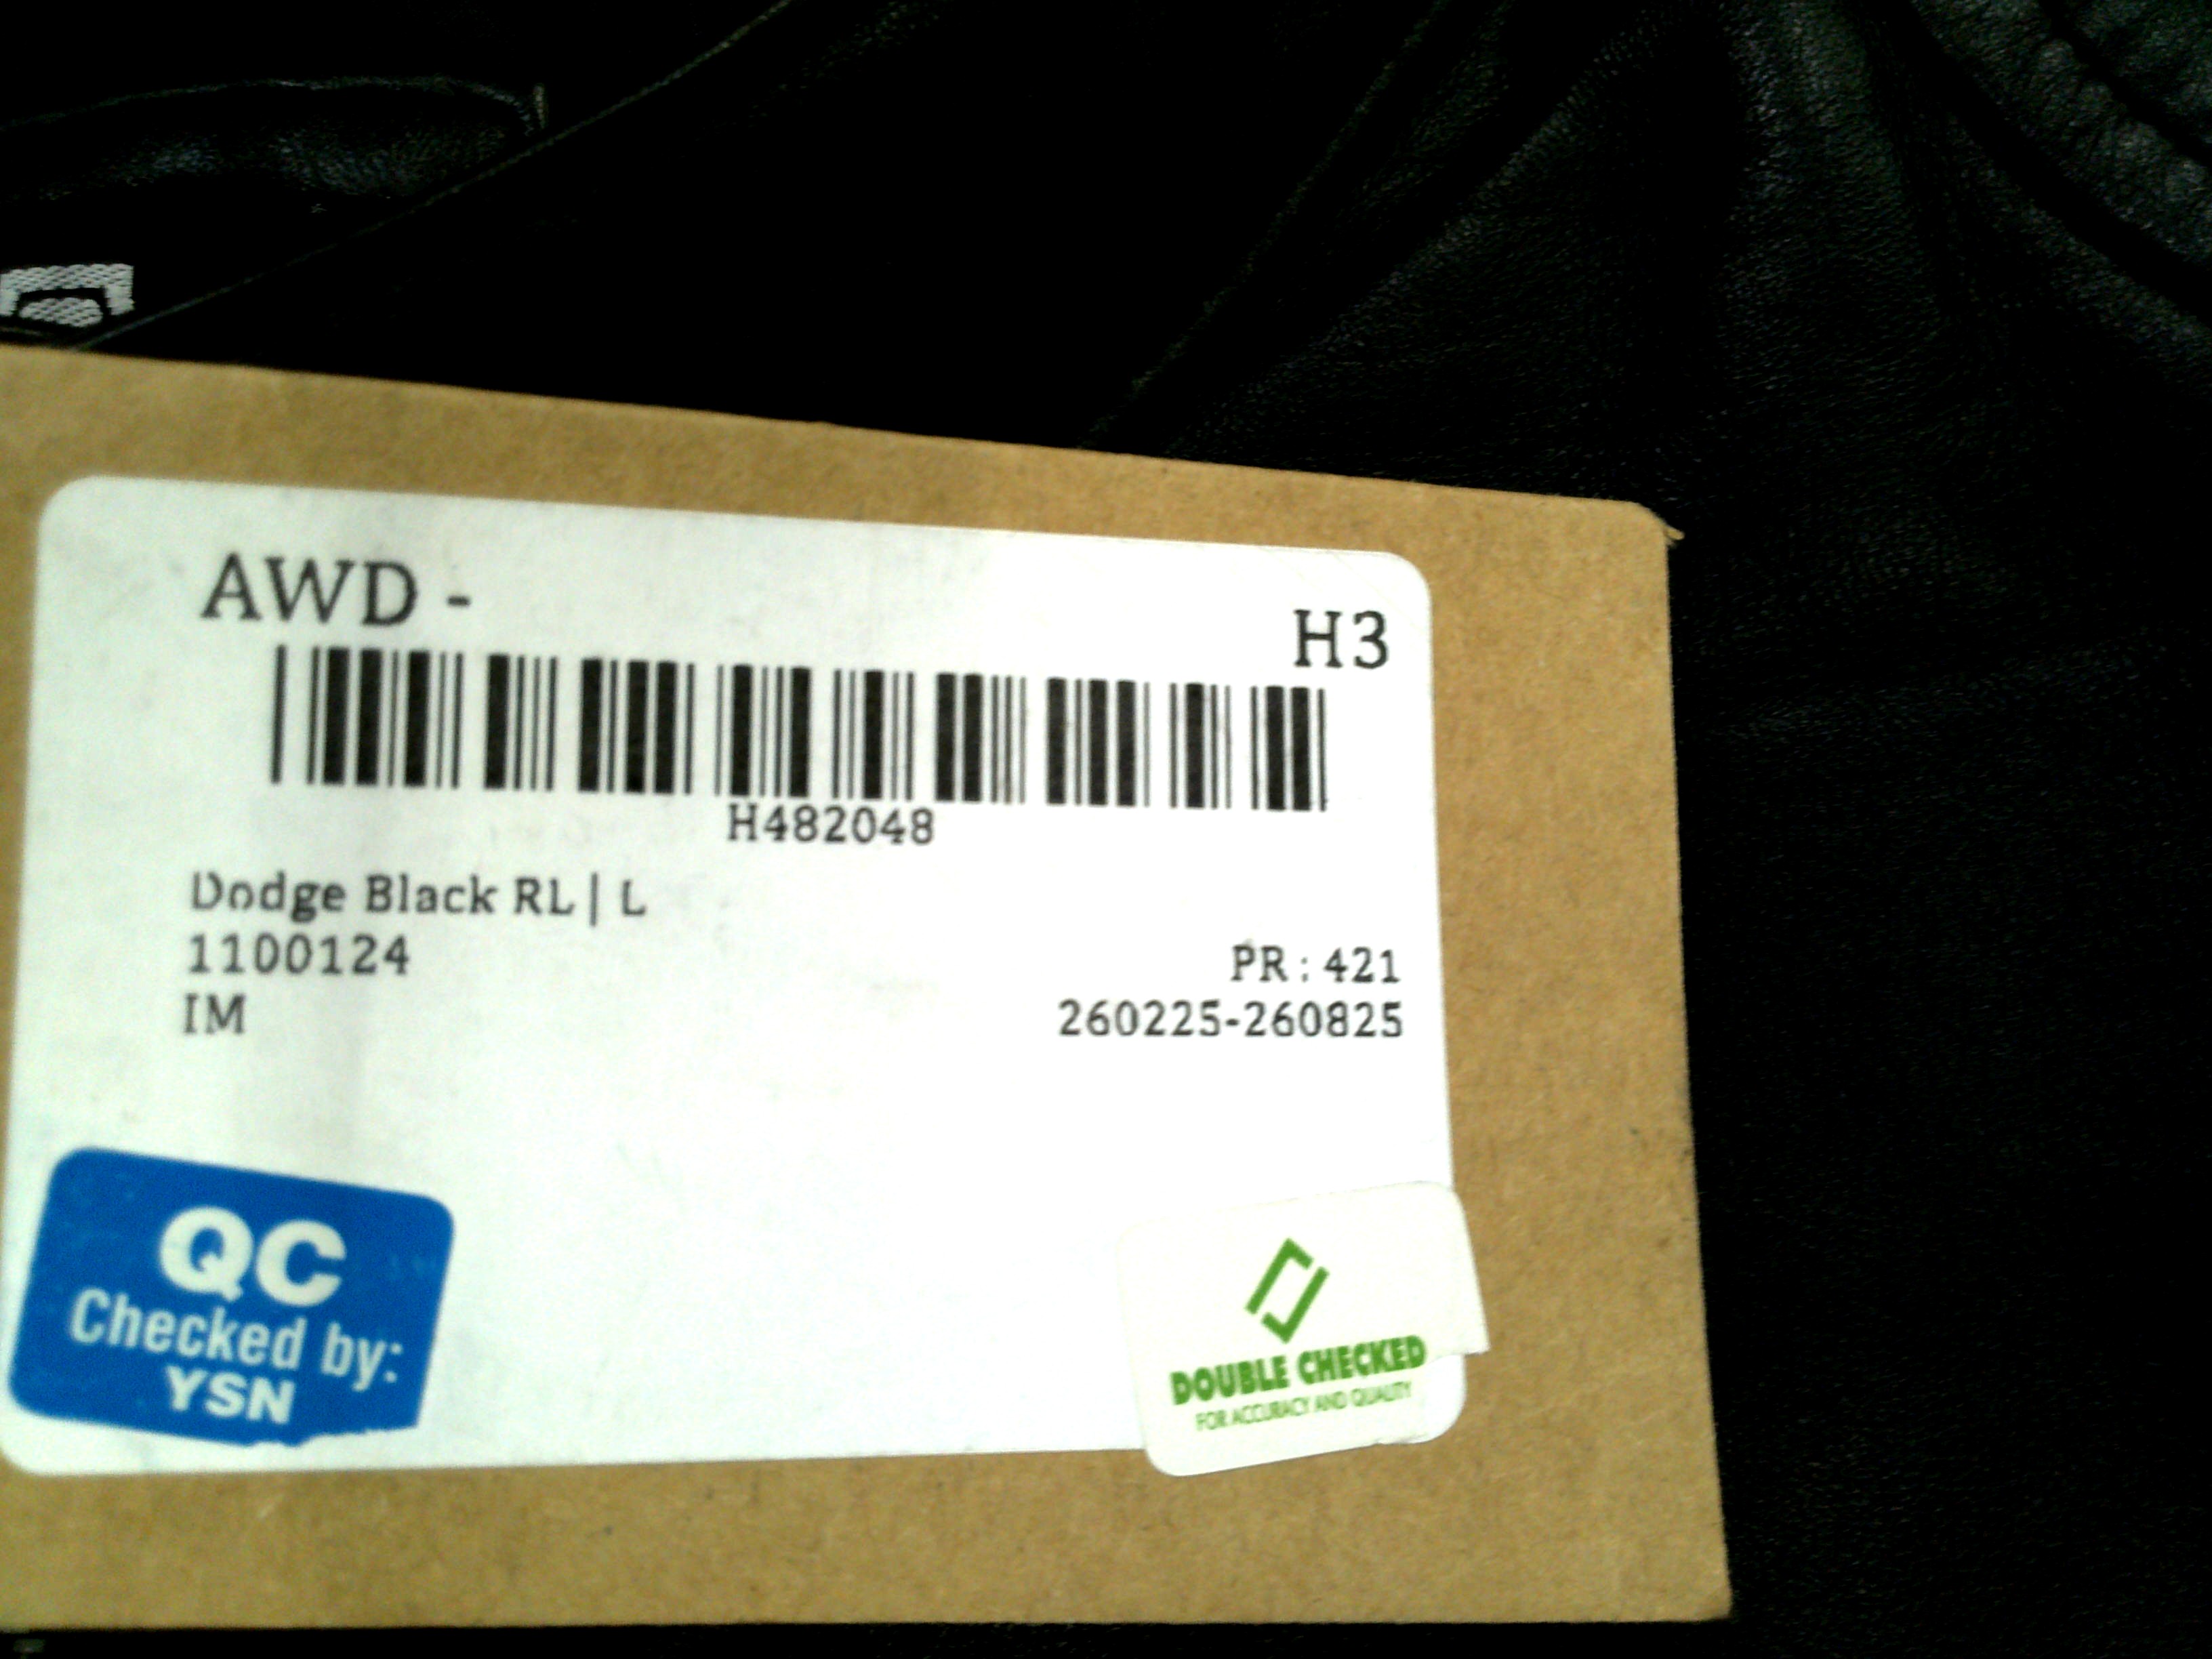 AWD -
H3
H482048
Dodge Black RL | L
1100124
PR : 421
IM
260225-260825
QC
Checked by:
YSN
DOUBLE CHECKED
FOR ACCURACY AND QUALITY